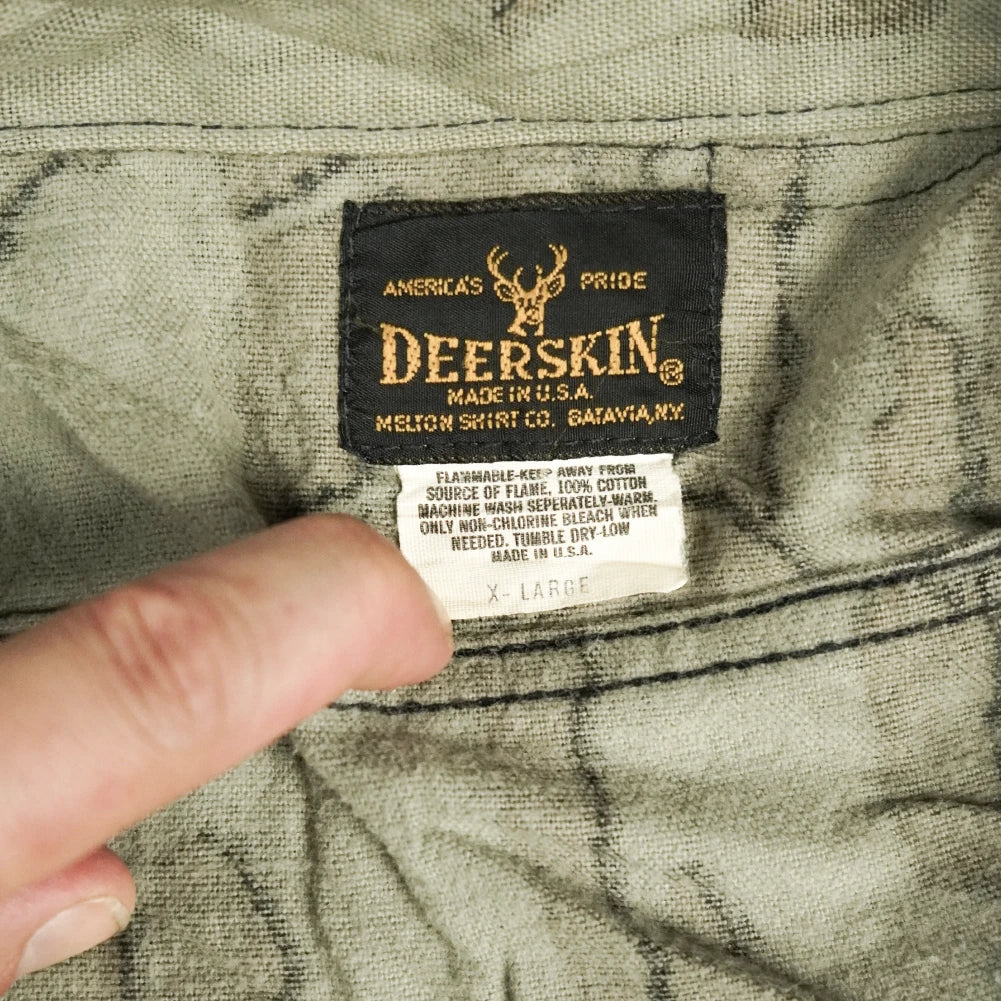 AMERICA'S PRIDE
DEERSKIN®
MADE IN U.S.A.
MELTON SHIRT CO. BATAVIA, N.Y.
FLAMMABLE-KEEP AWAY FROM
SOURCE OF FLAME, 100% COTTON
MACHINE WASH SEPERATELY-WARM.
ONLY NON-CHLORINE BLEACH WHEN
NEEDED. TUMBLE DRY-LOW
MADE IN U.S.A.
X-LARGE